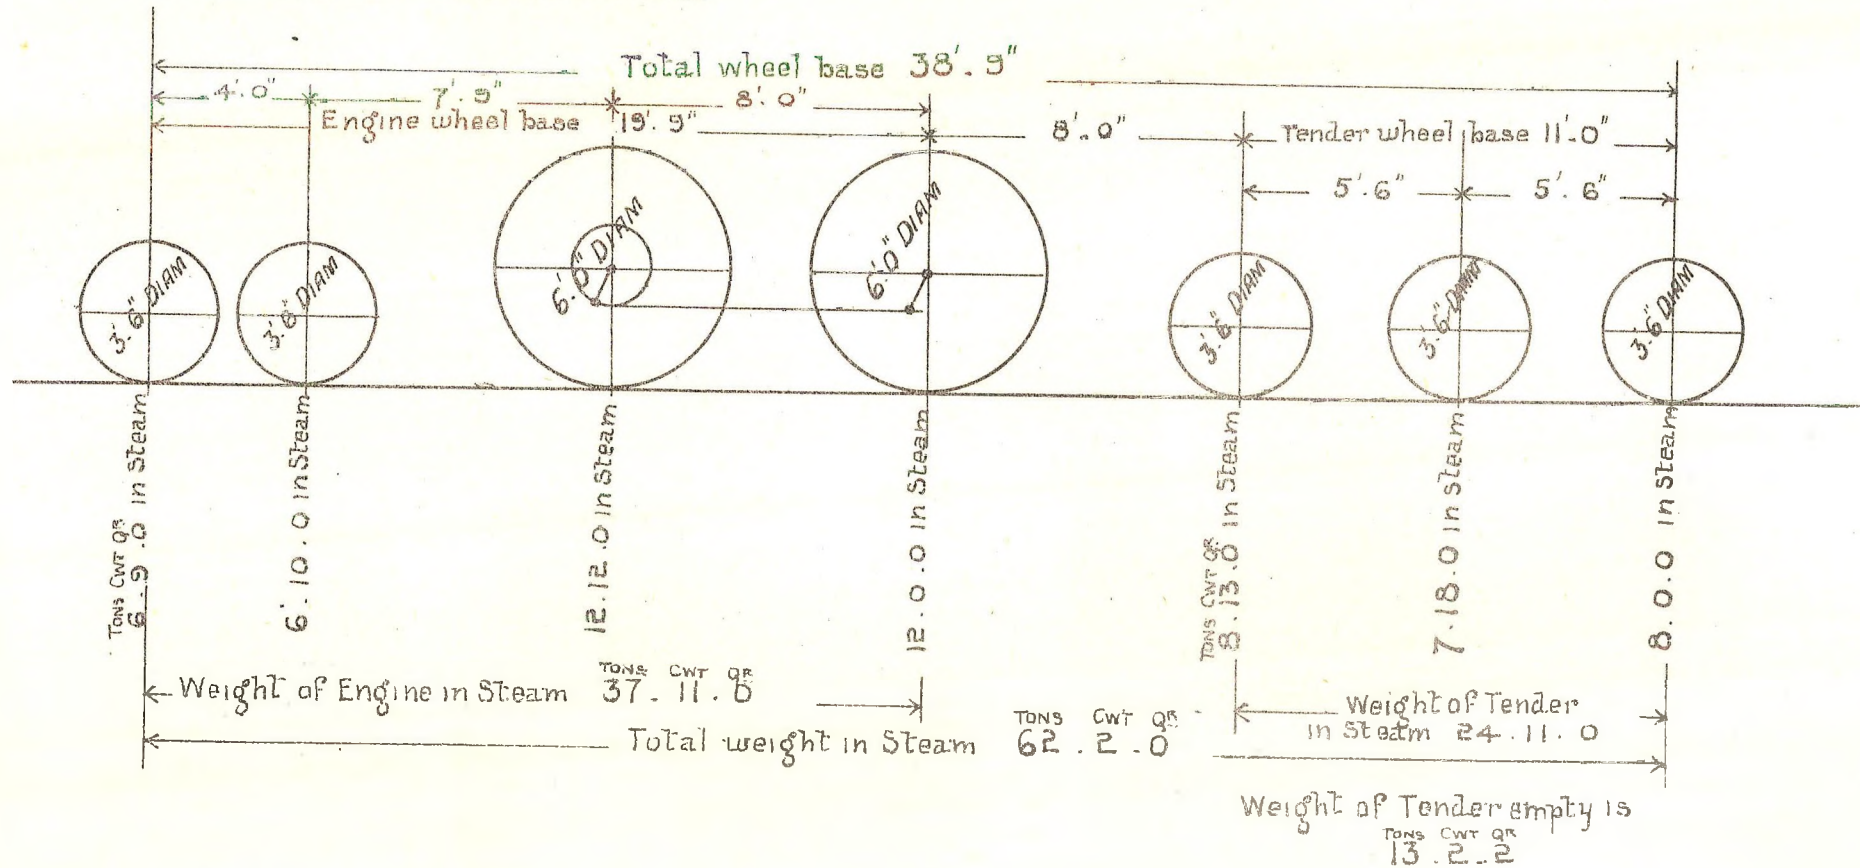 Total wheel base 38'.9"
4'.0" 7'.9" 8'.0"
Engine wheel base 19'.9" 8'.0" Tender wheel base 11'.0"
5'.6" 5'.6"
3'.6" DIAM
3'.6" DIAM
6'.0" DIAM
6'.0" DIAM
3'.6" DIAM
3'.6" DIAM
3'.6" DIAM
TONS CWT QR
6.9.0 in Steam
6.10.0 in Steam
12.12.0 in Steam
12.0.0 in Steam
TONS CWT QR
8.13.0 in Steam
7.18.0 in Steam
8.0.0 in Steam
TONS CWT QR
Weight of Engine in Steam 37.11.0
Weight of Tender
in Steam 24.11.0
TONS CWT QR
Total weight in Steam 62.2.0
Weight of Tender empty is
TONS CWT QR
13.2.2